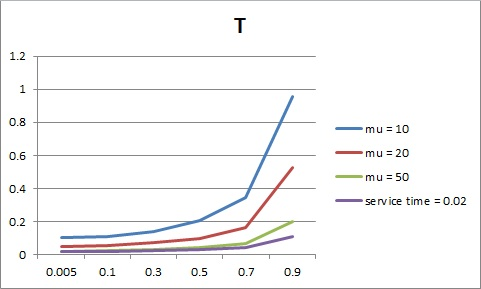 T
1.2
1
0.8
0.6
0.4
0.2
0
0.005 0.1 0.3 0.5 0.7 0.9
mu = 10
mu = 20
mu = 50
service time = 0.02